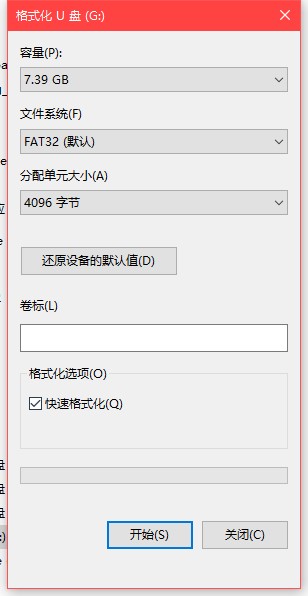 格式化 U 盘 (G:)
容量(P):
7.39 GB
文件系统(F)
FAT32 (默认)
分配单元大小(A)
4096 字节
还原设备的默认值(D)
卷标(L)
格式化选项(O)
快速格式化(Q)
开始(S)
关闭(C)